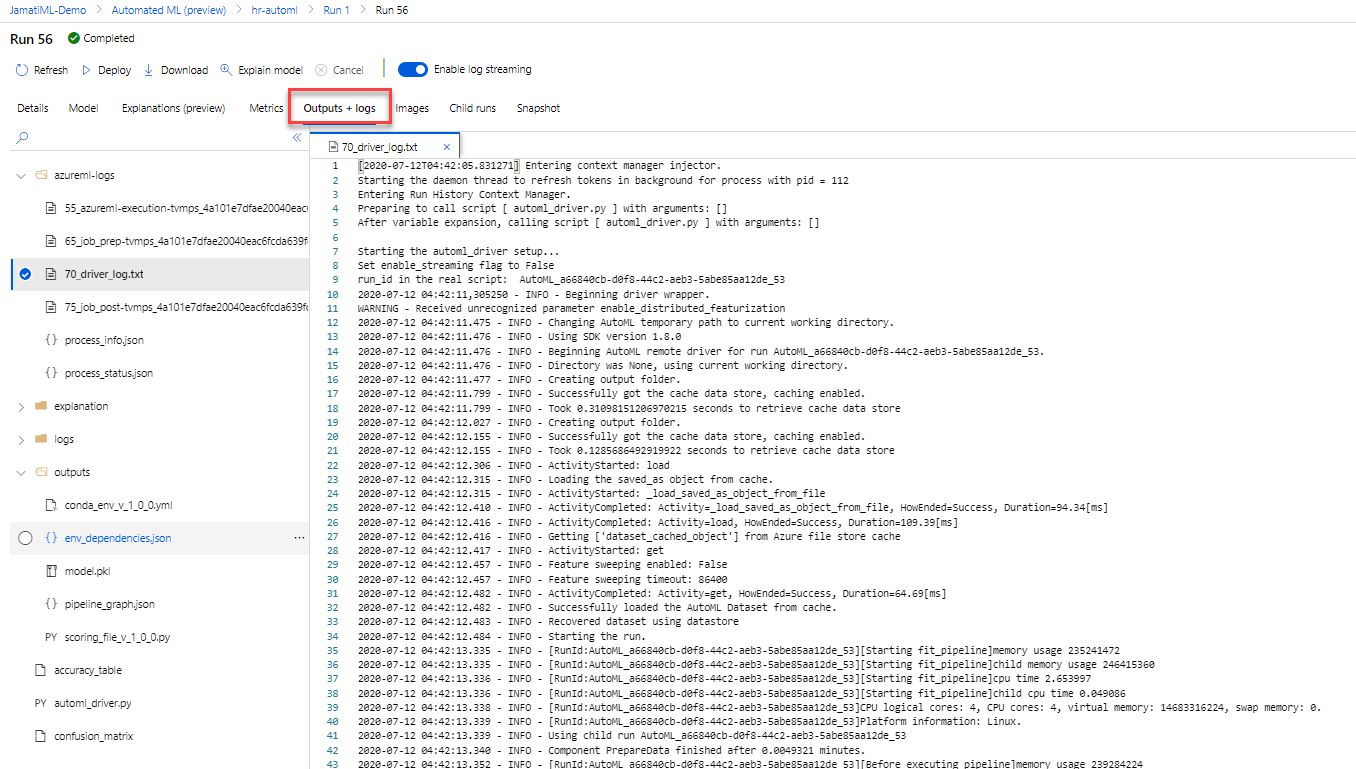 JamatiML-Demo > Automated ML (preview) > hr-automl > Run 1 > Run 56
Run 56 Completed
Refresh Deploy Download Explain model Cancel Enable log streaming
Details Model Explanations (preview) Metrics Outputs + logs Images Child runs Snapshot
azureml-logs
55_azureml-execution-tvmps_4a101e7dfae20040eac
65_job_prep-tvmps_4a101e7dfae20040eac6fcda639f
70_driver_log.txt
75_job_post-tvmps_4a101e7dfae20040eac6fcda639f
{} process_info.json
{} process_status.json
explanation
logs
outputs
conda_env_v_1_0_0.yml
{} env_dependencies.json ...
model.pkl
{} pipeline_graph.json
PY scoring_file_v_1_0_0.py
accuracy_table
PY automl_driver.py
confusion_matrix
70_driver_log.txt ×
1 [2020-07-12T04:42:05.831271] Entering context manager injector.
2 Starting the daemon thread to refresh tokens in background for process with pid = 112
3 Entering Run History Context Manager.
4 Preparing to call script [ automl_driver.py ] with arguments: []
5 After variable expansion, calling script [ automl_driver.py ] with arguments: []
6
7 Starting the automl_driver setup...
8 Set enable_streaming flag to False
9 run_id in the real script:  AutoML_a66840cb-d0f8-44c2-aeb3-5abe85aa12de_53
10 2020-07-12 04:42:11,305250 - INFO - Beginning driver wrapper.
11 WARNING - Received unrecognized parameter enable_distributed_featurization
12 2020-07-12 04:42:11.475 - INFO - Changing AutoML temporary path to current working directory.
13 2020-07-12 04:42:11.476 - INFO - Using SDK version 1.8.0
14 2020-07-12 04:42:11.476 - INFO - Beginning AutoML remote driver for run AutoML_a66840cb-d0f8-44c2-aeb3-5abe85aa12de_53.
15 2020-07-12 04:42:11.476 - INFO - Directory was None, using current working directory.
16 2020-07-12 04:42:11.477 - INFO - Creating output folder.
17 2020-07-12 04:42:11.799 - INFO - Successfully got the cache data store, caching enabled.
18 2020-07-12 04:42:11.799 - INFO - Took 0.31098151206970215 seconds to retrieve cache data store
19 2020-07-12 04:42:12.027 - INFO - Creating output folder.
20 2020-07-12 04:42:12.155 - INFO - Successfully got the cache data store, caching enabled.
21 2020-07-12 04:42:12.155 - INFO - Took 0.1285686492919922 seconds to retrieve cache data store
22 2020-07-12 04:42:12.306 - INFO - ActivityStarted: load
23 2020-07-12 04:42:12.315 - INFO - Loading the saved_as object from cache.
24 2020-07-12 04:42:12.315 - INFO - ActivityStarted: _load_saved_as_object_from_file
25 2020-07-12 04:42:12.410 - INFO - ActivityCompleted: Activity=_load_saved_as_object_from_file, HowEnded=Success, Duration=94.34[ms]
26 2020-07-12 04:42:12.416 - INFO - ActivityCompleted: Activity=load, HowEnded=Success, Duration=109.39[ms]
27 2020-07-12 04:42:12.416 - INFO - Getting ['dataset_cached_object'] from Azure file store cache
28 2020-07-12 04:42:12.417 - INFO - ActivityStarted: get
29 2020-07-12 04:42:12.457 - INFO - Feature sweeping enabled: False
30 2020-07-12 04:42:12.457 - INFO - Feature sweeping timeout: 86400
31 2020-07-12 04:42:12.482 - INFO - ActivityCompleted: Activity=get, HowEnded=Success, Duration=64.69[ms]
32 2020-07-12 04:42:12.482 - INFO - Successfully loaded the AutoML Dataset from cache.
33 2020-07-12 04:42:12.483 - INFO - Recovered dataset using datastore
34 2020-07-12 04:42:12.484 - INFO - Starting the run.
35 2020-07-12 04:42:13.335 - INFO - [RunId:AutoML_a66840cb-d0f8-44c2-aeb3-5abe85aa12de_53][Starting fit_pipeline]memory usage 235241472
36 2020-07-12 04:42:13.335 - INFO - [RunId:AutoML_a66840cb-d0f8-44c2-aeb3-5abe85aa12de_53][Starting fit_pipeline]child memory usage 246415360
37 2020-07-12 04:42:13.336 - INFO - [RunId:AutoML_a66840cb-d0f8-44c2-aeb3-5abe85aa12de_53][Starting fit_pipeline]cpu time 2.653997
38 2020-07-12 04:42:13.336 - INFO - [RunId:AutoML_a66840cb-d0f8-44c2-aeb3-5abe85aa12de_53][Starting fit_pipeline]child cpu time 0.049086
39 2020-07-12 04:42:13.338 - INFO - [RunId:AutoML_a66840cb-d0f8-44c2-aeb3-5abe85aa12de_53]CPU logical cores: 4, CPU cores: 4, virtual memory: 14683316224, swap memory: 0.
40 2020-07-12 04:42:13.339 - INFO - [RunId:AutoML_a66840cb-d0f8-44c2-aeb3-5abe85aa12de_53]Platform information: Linux.
41 2020-07-12 04:42:13.339 - INFO - Using child run AutoML_a66840cb-d0f8-44c2-aeb3-5abe85aa12de_53
42 2020-07-12 04:42:13.340 - INFO - Component PrepareData finished after 0.0049321 minutes.
43 2020-07-12 04:42:13.352 - INFO - [RunId:AutoML_a66840cb-d0f8-44c2-aeb3-5abe85aa12de_53][Before executing pipeline]memory usage 239284224